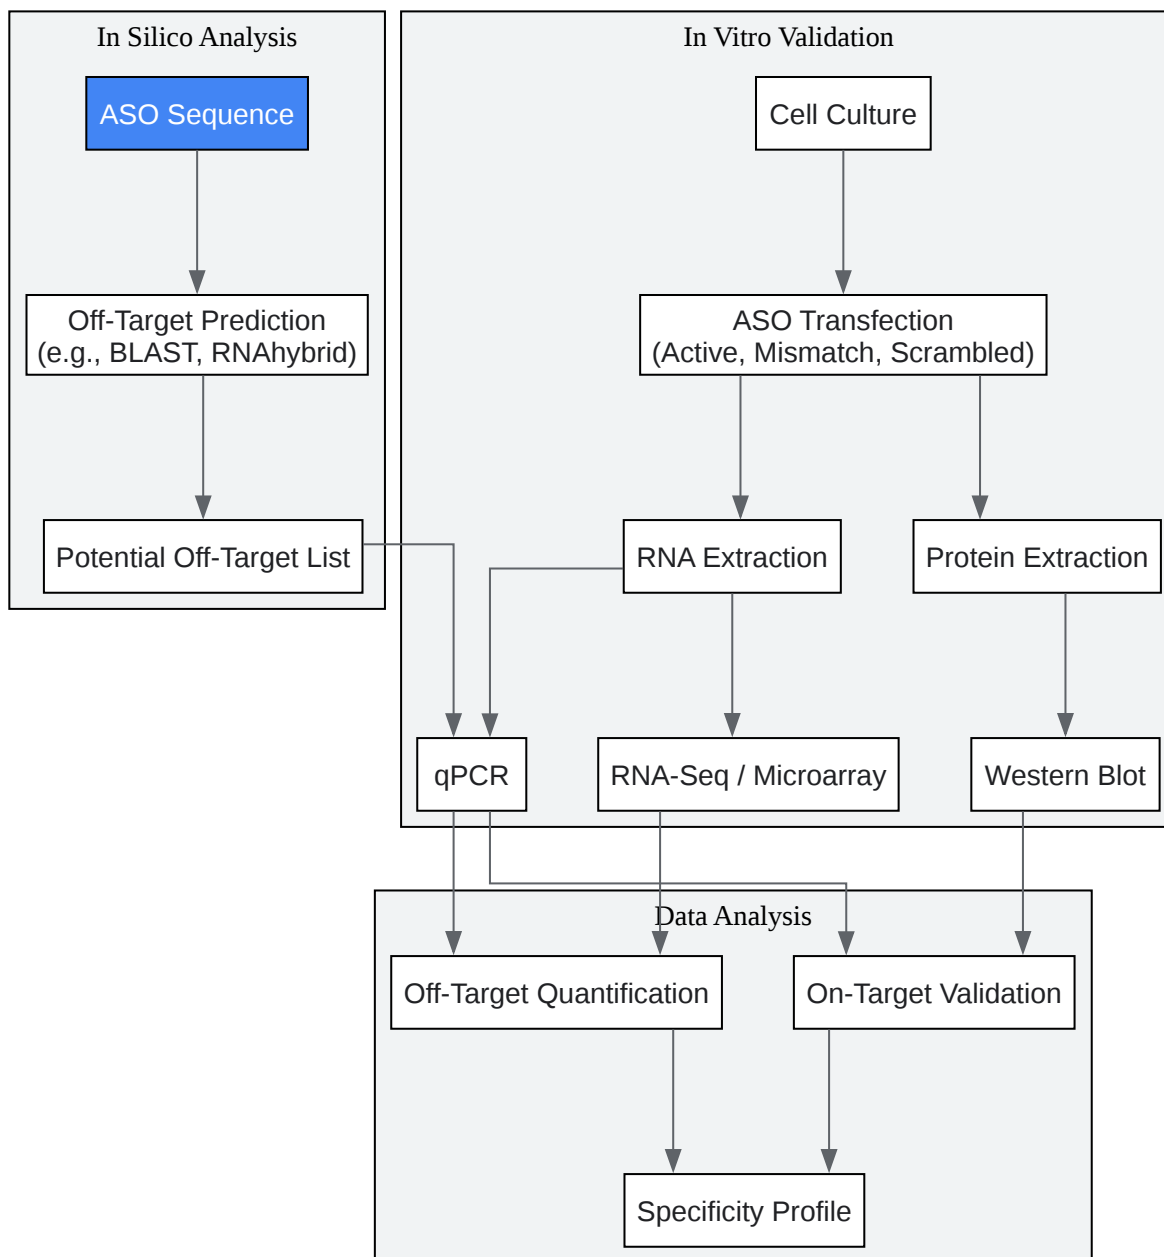 In Silico Analysis
ASO Sequence
Off-Target Prediction
(e.g., BLAST, RNAhybrid)
Potential Off-Target List
In Vitro Validation
Cell Culture
ASO Transfection
(Active, Mismatch, Scrambled)
RNA Extraction
Protein Extraction
qPCR
RNA-Seq / Microarray
Western Blot
Data Analysis
Off-Target Quantification
On-Target Validation
Specificity Profile